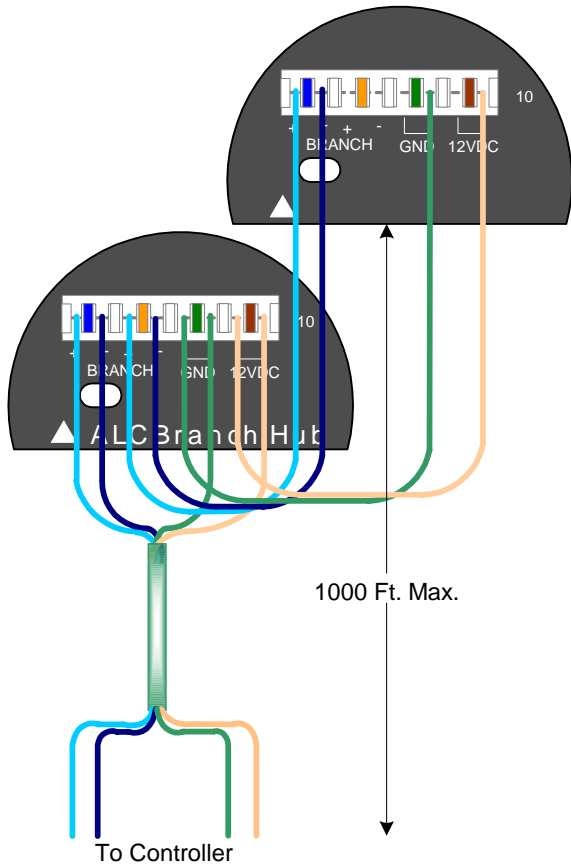 10
+ - + -
BRANCH GND 12VDC
10
+ - + -
BRANCH GND 12VDC
ALC Branch Hub
1000 Ft. Max.
To Controller